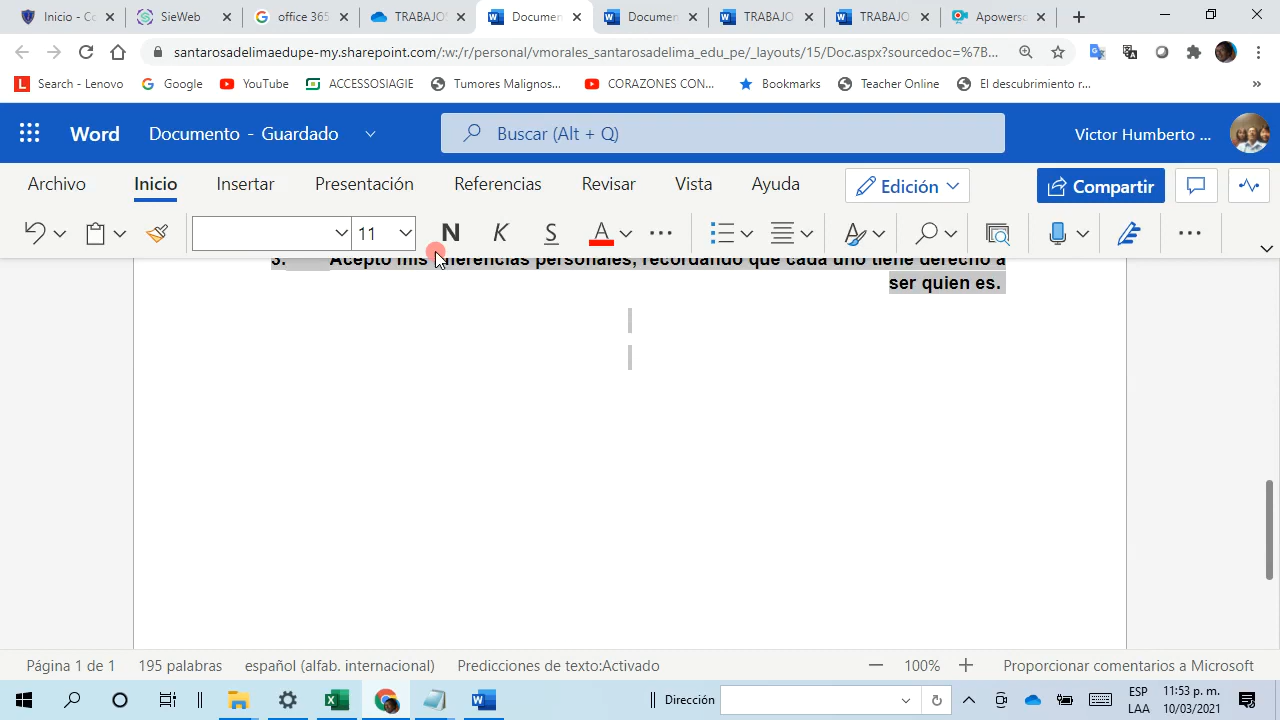 Inicio - Cc
SieWeb
office 365
TRABAJO
Documen
Documen
TRABAJO
TRABAJO
Apowersc
santarosadelimaedupe-my.sharepoint.com/:w:/r/personal/vmorales_santarosadelima_edu_pe/_layouts/15/Doc.aspx?sourcedoc=%7B...
Search - Lenovo
Google
YouTube
ACCESSOSIAGIE
Tumores Malignos...
CORAZONES CON...
Bookmarks
Teacher Online
El descubrimiento r...
»
Word
Documento - Guardado
Buscar (Alt + Q)
Victor Humberto ...
Archivo
Inicio
Insertar
Presentación
Referencias
Revisar
Vista
Ayuda
Edición
Compartir
11
N
K
S
A
3. Acepto mis diferencias personales, recordando que cada uno tiene derecho a
ser quien es.
Página 1 de 1
195 palabras
español (alfab. internacional)
Predicciones de texto:Activado
100%
Proporcionar comentarios a Microsoft
Dirección
ESP
LAA
11:53 p. m.
10/03/2021